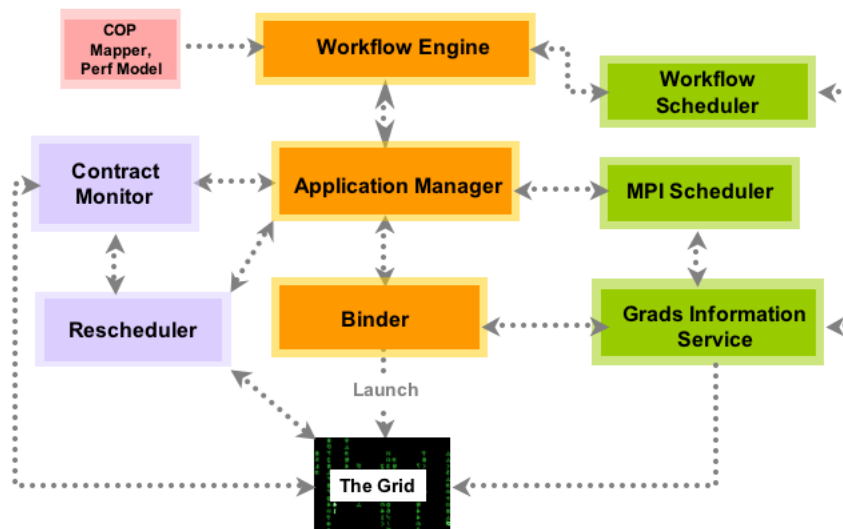 COP
Mapper,
Perf Model
Workflow Engine
Workflow
Scheduler
Contract
Monitor
Application Manager
MPI Scheduler
Rescheduler
Binder
Grads Information
Service
Launch
The Grid